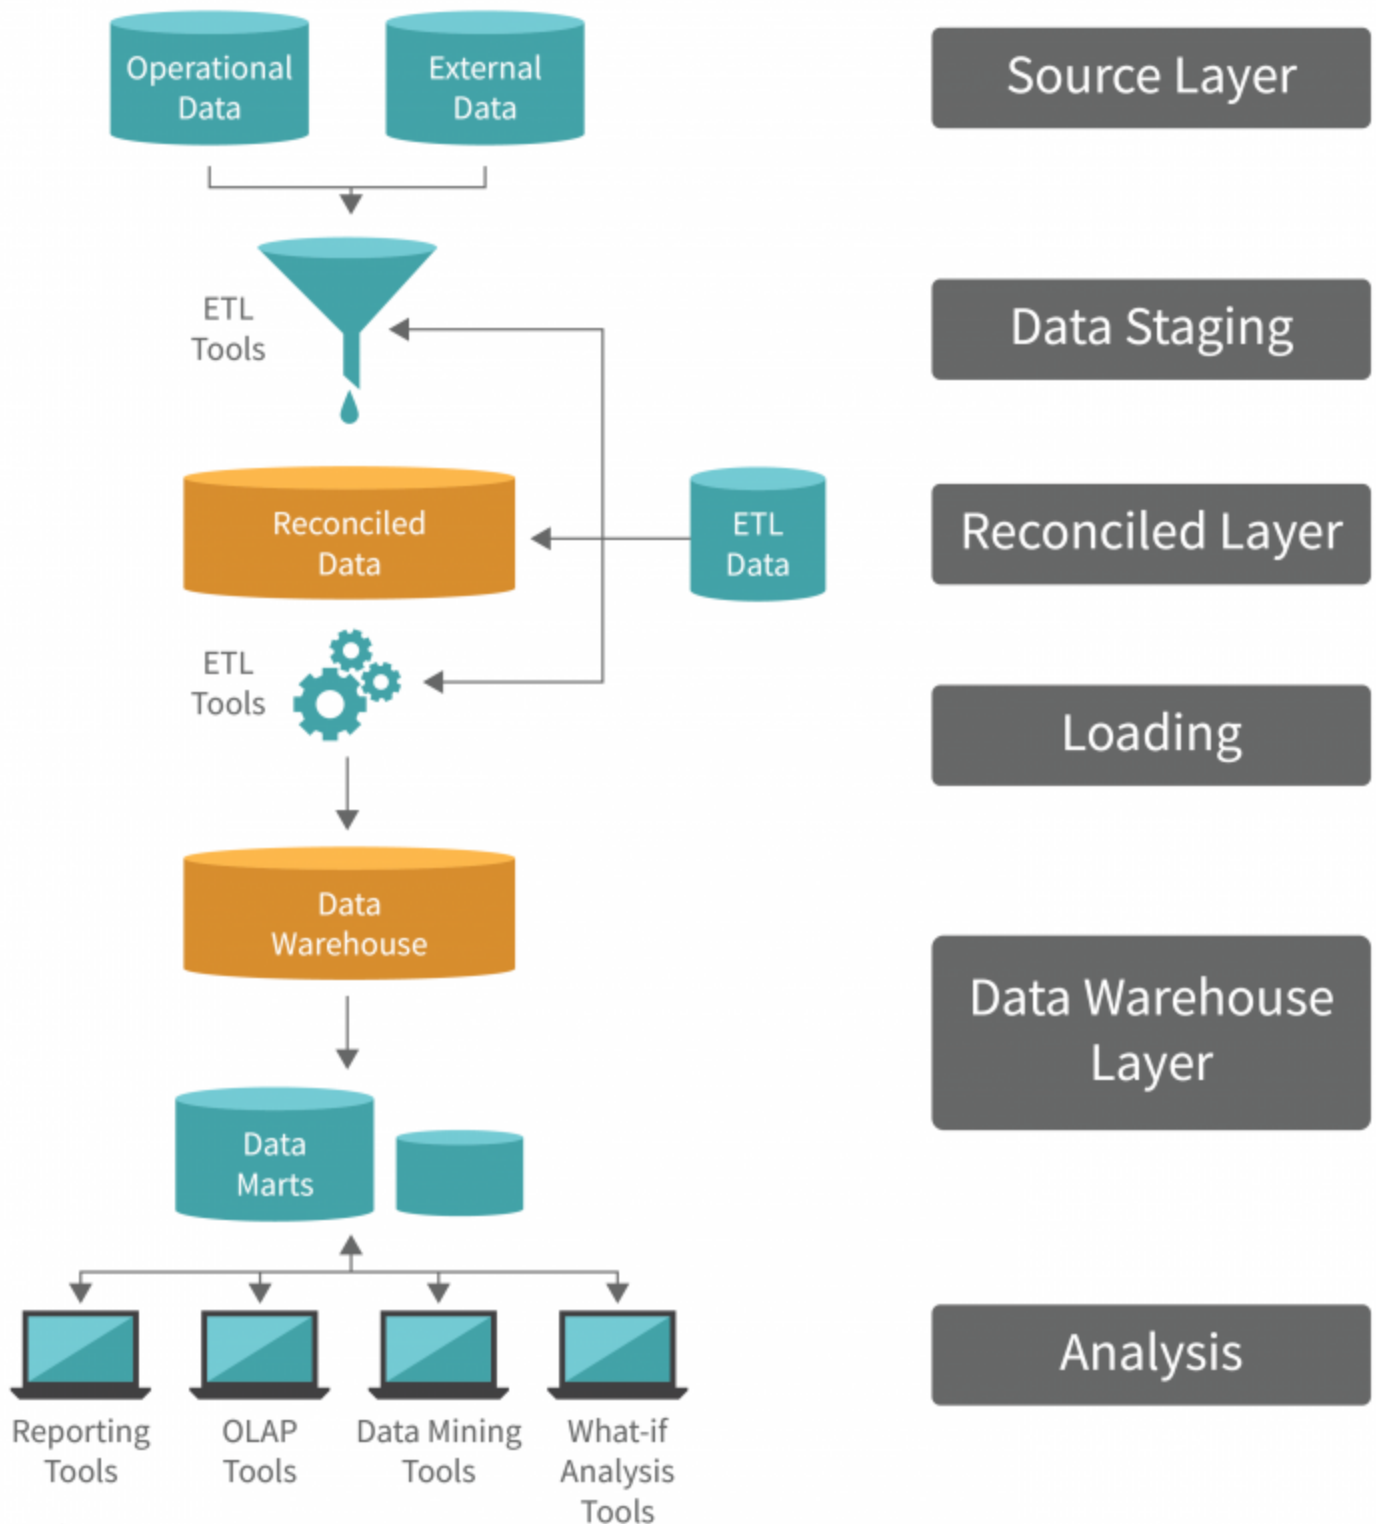 Operational
Data
External
Data
Source Layer
ETL
Tools
Data Staging
Reconciled
Data
ETL
Data
Reconciled Layer
ETL
Tools
Loading
Data
Warehouse
Data Warehouse
Layer
Data
Marts
Analysis
Reporting
Tools
OLAP
Tools
Data Mining
Tools
What-if
Analysis
Tools